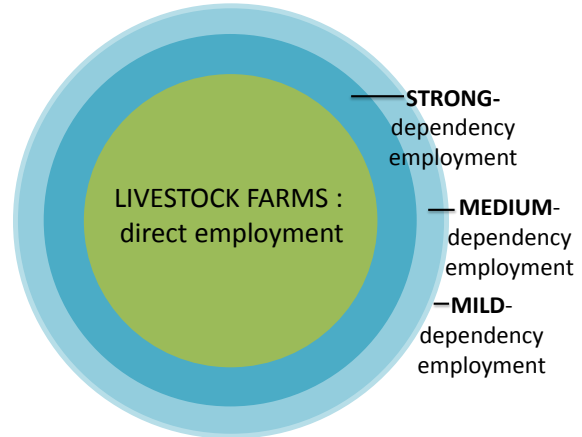 LIVESTOCK FARMS :
direct employment
STRONG-
dependency
employment
MEDIUM-
dependency
employment
MILD-
dependency
employment